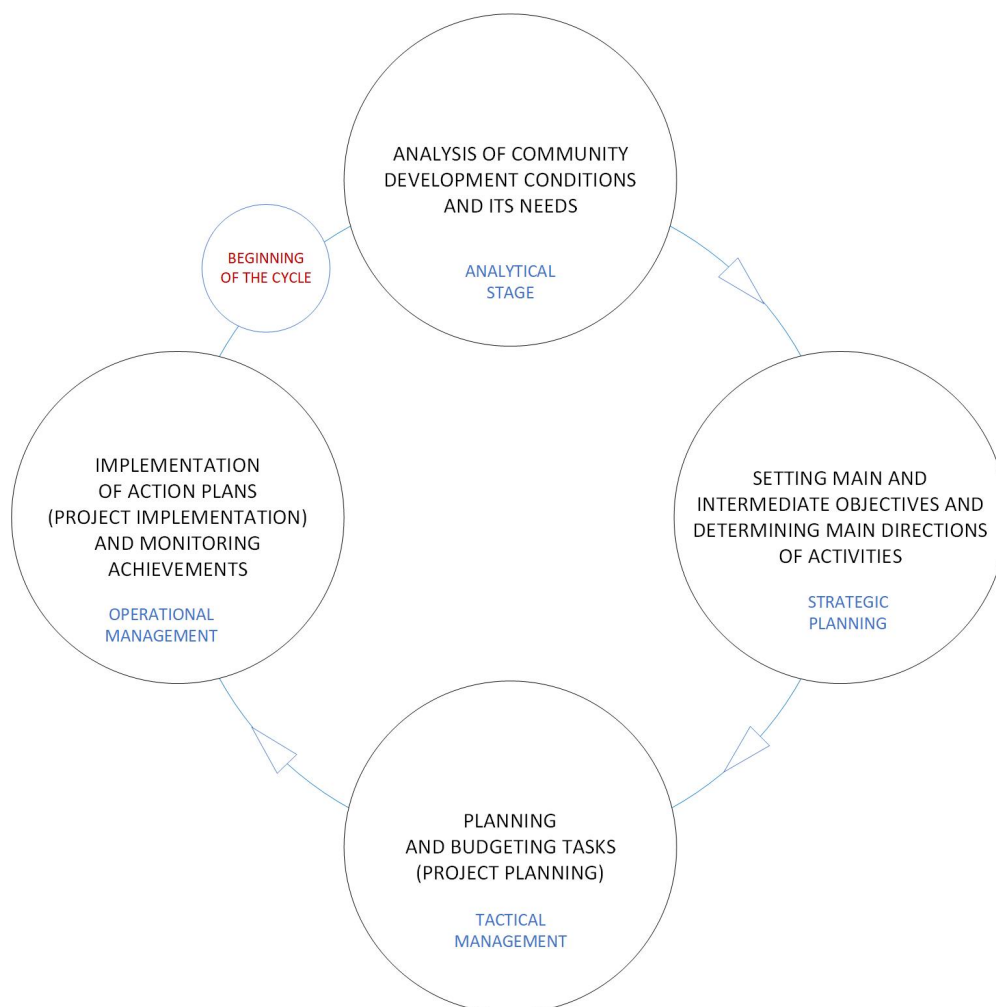 ANALYSIS OF COMMUNITY
DEVELOPMENT CONDITIONS
AND ITS NEEDS
ANALYTICAL
STAGE
BEGINNING
OF THE CYCLE
SETTING MAIN AND
INTERMEDIATE OBJECTIVES AND
DETERMINING MAIN DIRECTIONS
OF ACTIVITIES
STRATEGIC
PLANNING
PLANNING
AND BUDGETING TASKS
(PROJECT PLANNING)
TACTICAL
MANAGEMENT
IMPLEMENTATION
OF ACTION PLANS
(PROJECT IMPLEMENTATION)
AND MONITORING
ACHIEVEMENTS
OPERATIONAL
MANAGEMENT